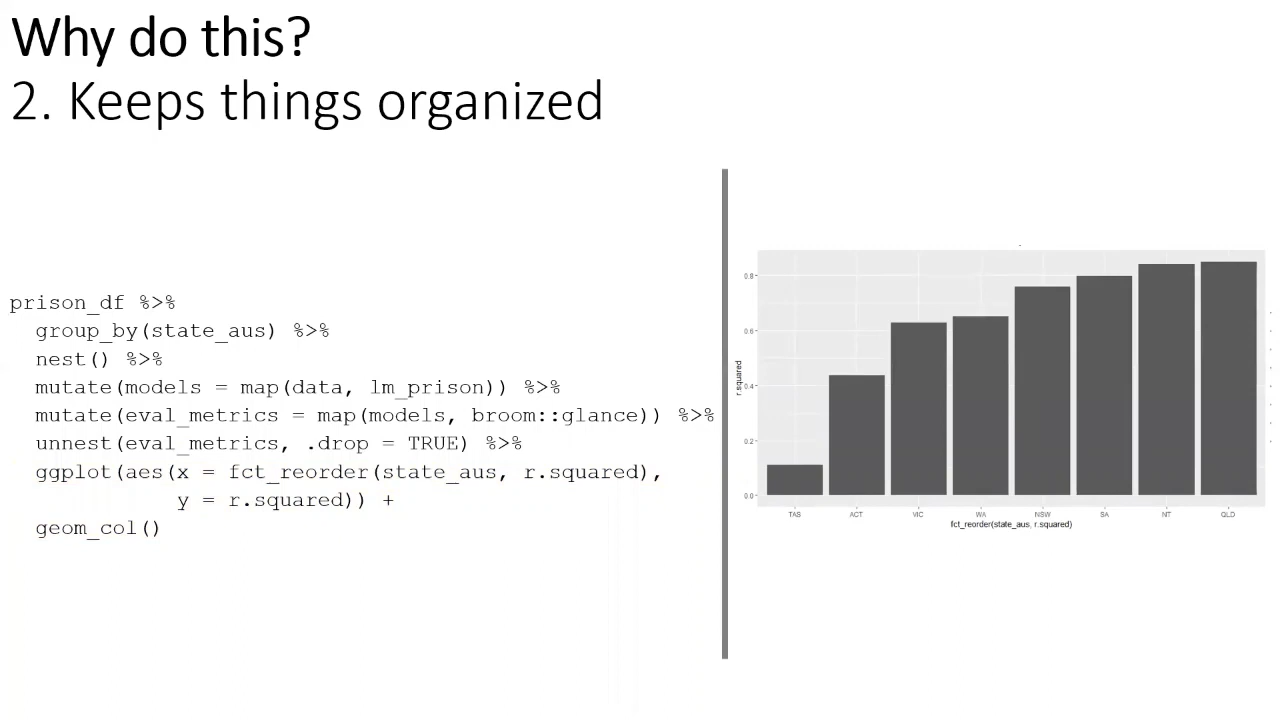 Why do this?
2. Keeps things organized
prison_df %>%
group_by(state_aus) %>%
nest() %>%
mutate(models = map(data, lm_prison)) %>%
mutate(eval_metrics = map(models, broom::glance)) %>%
unnest(eval_metrics, .drop = TRUE) %>%
ggplot(aes(x = fct_reorder(state_aus, r.squared),
y = r.squared)) +
geom_col()
r.squared
0.8
0.6
0.4
0.2
0.0
TAS ACT VIC WA NSW SA NT QLD
fct_reorder(state_aus, r.squared)